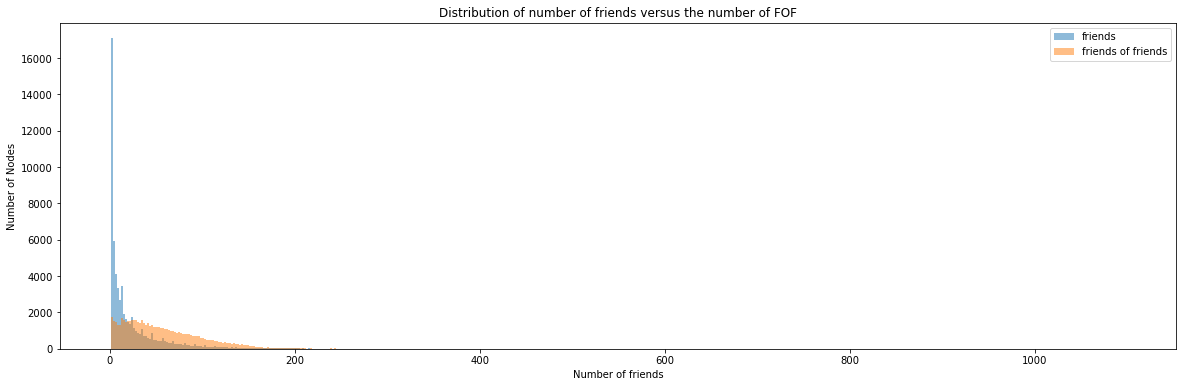 Distribution of number of friends versus the number of FOF
friends
friends of friends
Number of Nodes
16000
14000
12000
10000
8000
6000
4000
2000
0
0 200 400 600 800 1000
Number of friends